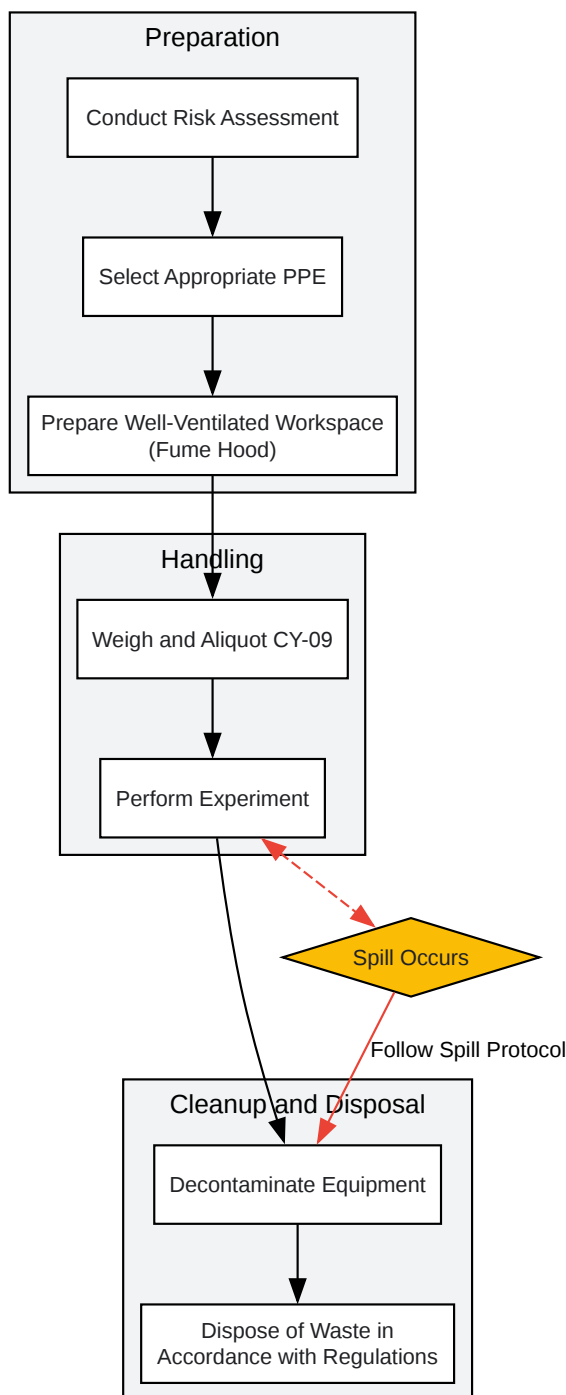 Preparation
Conduct Risk Assessment
Select Appropriate PPE
Prepare Well-Ventilated Workspace
(Fume Hood)
Handling
Weigh and Aliquot CY-09
Perform Experiment
Spill Occurs
Follow Spill Protocol
Cleanup and Disposal
Decontaminate Equipment
Dispose of Waste in
Accordance with Regulations